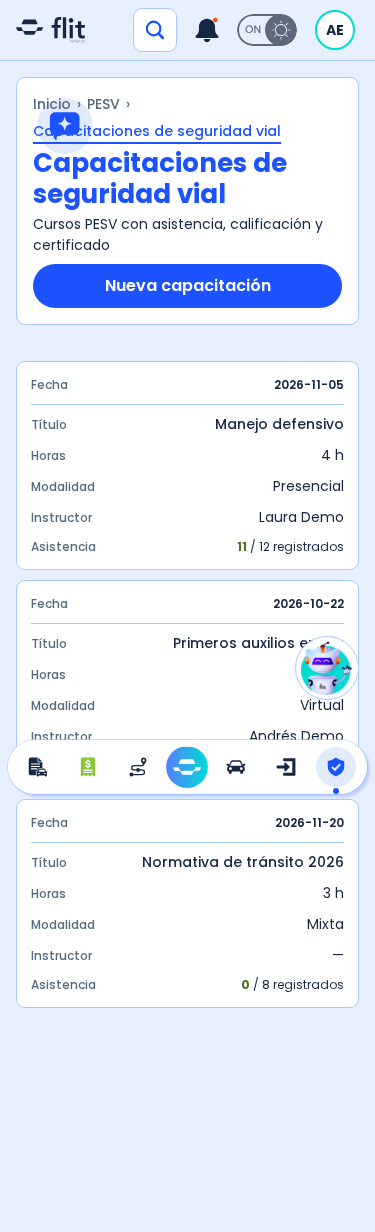 flit
ON
AE
Inicio › PESV ›
Capacitaciones de seguridad vial
Capacitaciones de
seguridad vial
Cursos PESV con asistencia, calificación y
certificado
Nueva capacitación
Fecha 2026-11-05
Título Manejo defensivo
Horas 4 h
Modalidad Presencial
Instructor Laura Demo
Asistencia 11 / 12 registrados
Fecha 2026-10-22
Título Primeros auxilios
Horas
Modalidad Virtual
Instructor Andrés Demo
Fecha 2026-11-20
Título Normativa de tránsito 2026
Horas 3 h
Modalidad Mixta
Instructor —
Asistencia 0 / 8 registrados